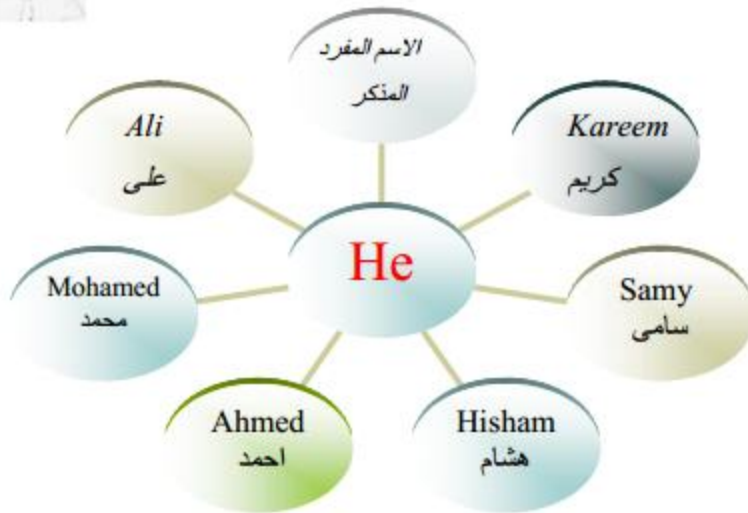 الاسم المفرد
المذكر
Ali
على
Kareem
كريم
He
Mohamed
محمد
Samy
سامى
Ahmed
احمد
Hisham
هشام